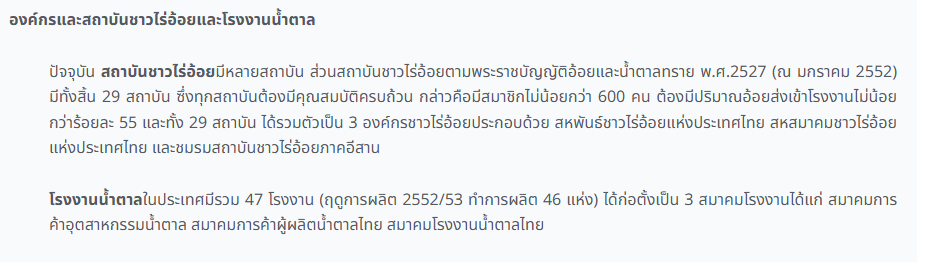 องค์กรและสถาบันชาวไร่อ้อยและโรงงานน้ำตาล
ปัจจุบัน สถาบันชาวไร่อ้อยมีหลายสถาบัน ส่วนสถาบันชาวไร่อ้อยตามพระราชบัญญัติอ้อยและน้ำตาลทราย พ.ศ.2527 (ณ มกราคม 2552)
มีทั้งสิ้น 29 สถาบัน ซึ่งทุกสถาบันต้องมีคุณสมบัติครบถ้วน กล่าวคือมีสมาชิกไม่น้อยกว่า 600 คน ต้องมีปริมาณอ้อยส่งเข้าโรงงานไม่น้อย
กว่าร้อยละ 55 และทั้ง 29 สถาบัน ได้รวมตัวเป็น 3 องค์กรชาวไร่อ้อยประกอบด้วย สหพันธ์ชาวไร่อ้อยแห่งประเทศไทย สหสมาคมชาวไร่อ้อย
แห่งประเทศไทย และชมรมสถาบันชาวไร่อ้อยภาคอีสาน
โรงงานน้ำตาลในประเทศมีรวม 47 โรงงาน (ฤดูการผลิต 2552/53 ทำการผลิต 46 แห่ง) ได้ก่อตั้งเป็น 3 สมาคมโรงงานได้แก่ สมาคมการ
ค้าอุตสาหกรรมน้ำตาล สมาคมการค้าผู้ผลิตน้ำตาลไทย สมาคมโรงงานน้ำตาลไทย